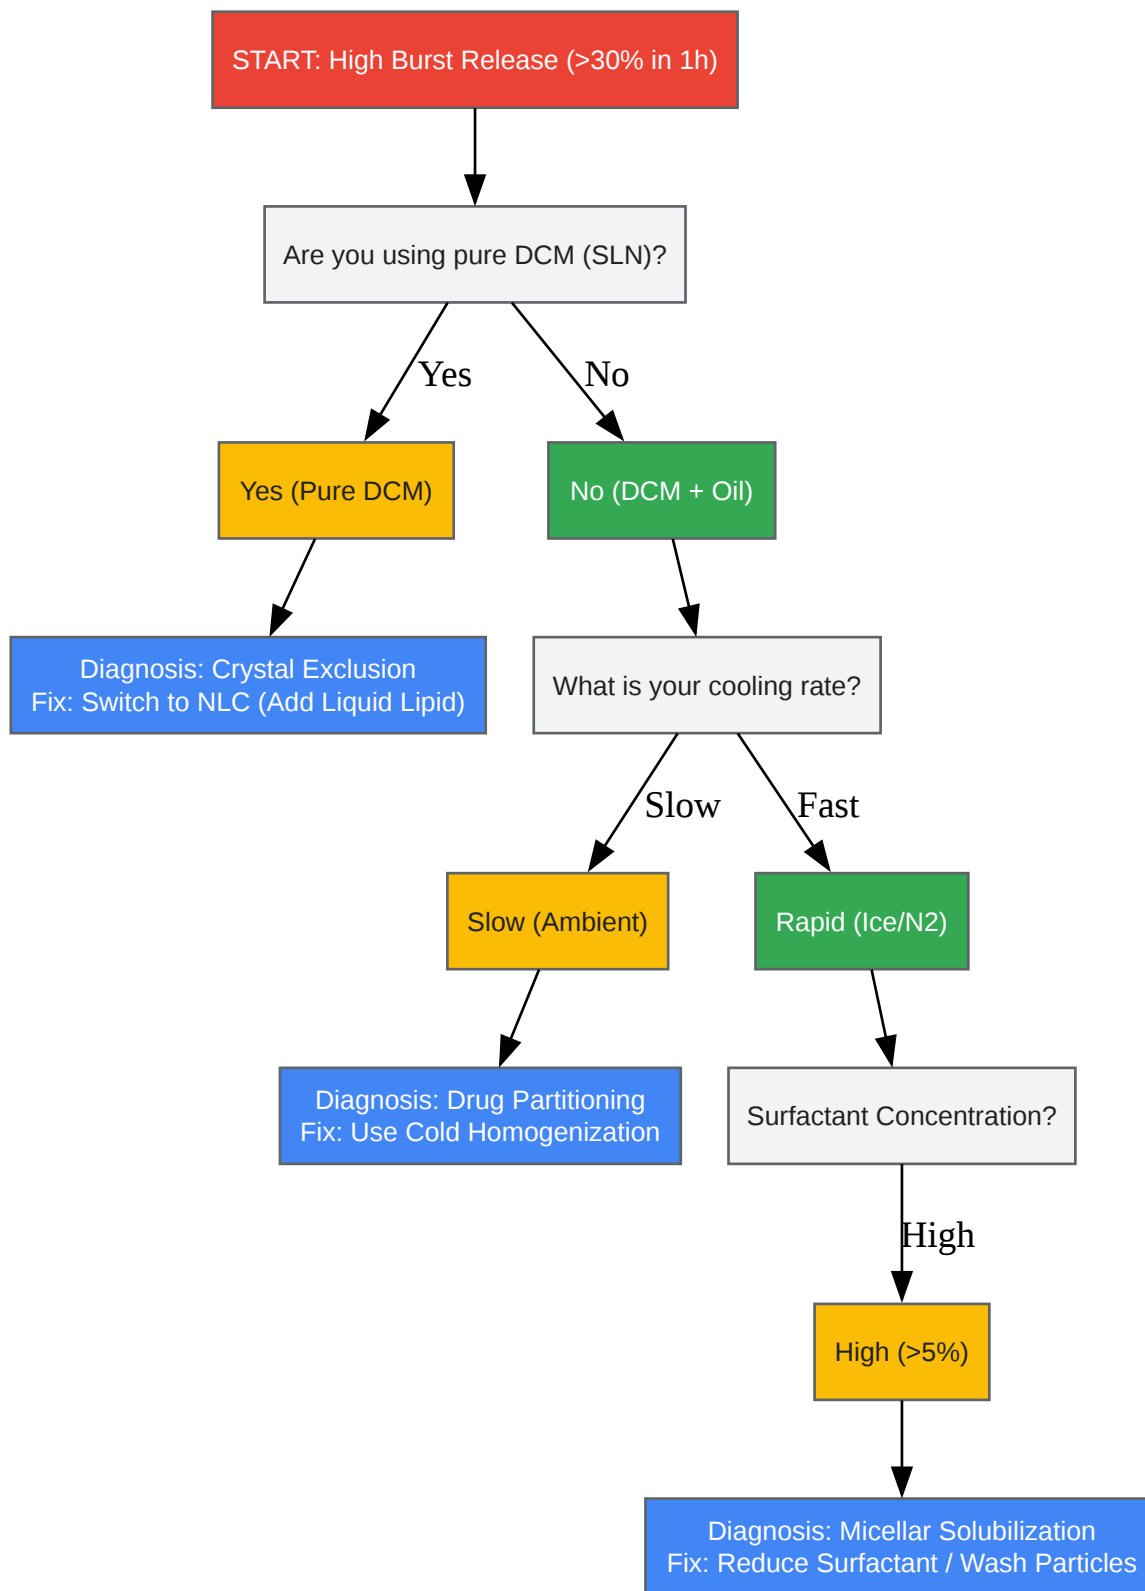 START: High Burst Release (>30% in 1h)
Are you using pure DCM (SLN)?
Yes
No
Yes (Pure DCM)
No (DCM + Oil)
Diagnosis: Crystal Exclusion
Fix: Switch to NLC (Add Liquid Lipid)
What is your cooling rate?
Slow
Fast
Slow (Ambient)
Rapid (Ice/N2)
Diagnosis: Drug Partitioning
Fix: Use Cold Homogenization
Surfactant Concentration?
High
High (>5%)
Diagnosis: Micellar Solubilization
Fix: Reduce Surfactant / Wash Particles